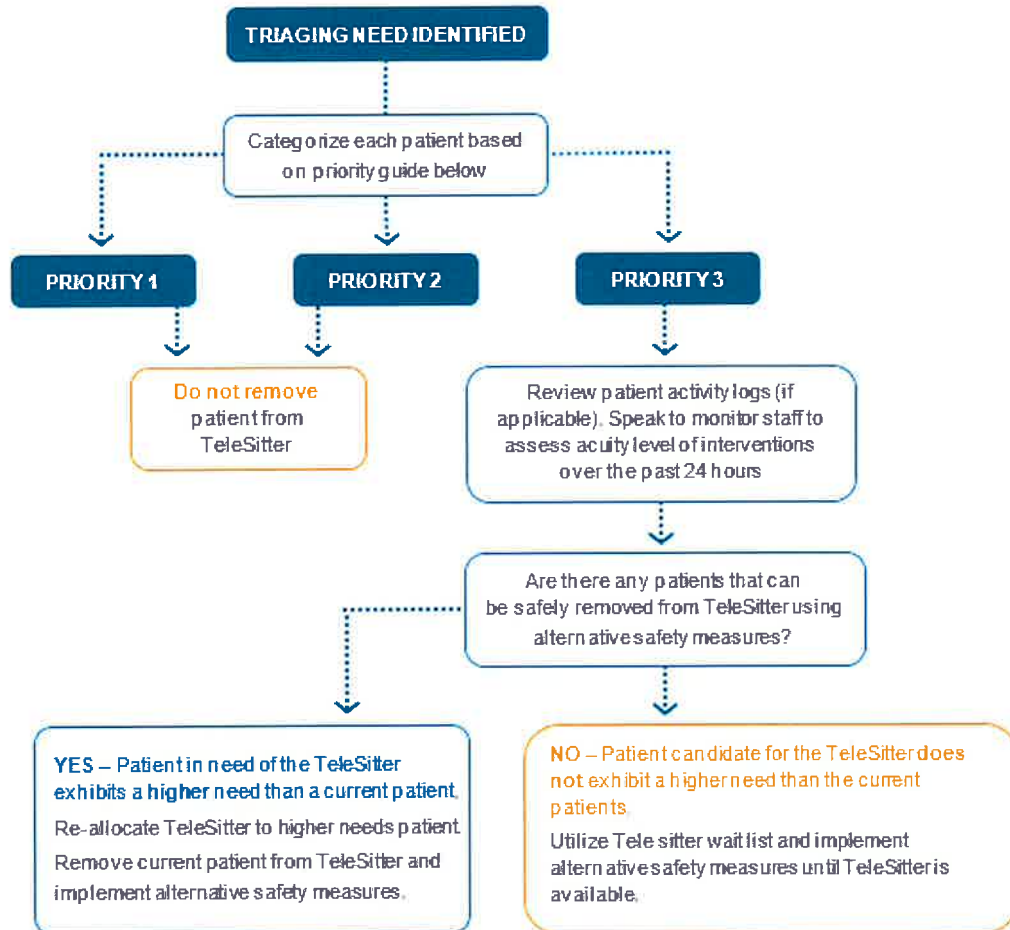 TRIAGING NEED IDENTIFIED
Categorize each patient based
on priority guide below
PRIORITY 1
PRIORITY 2
PRIORITY 3
Do not remove
patient from
TeleSitter
Review patient activity logs (if
applicable). Speak to monitor staff to
assess acuity level of interventions
over the past 24 hours
Are there any patients that can
be safely removed from TeleSitter using
alternative safety measures?
YES – Patient in need of the TeleSitter
exhibits a higher need than a current patient.
Re-allocate TeleSitter to higher needs patient.
Remove current patient from TeleSitter and
implement alternative safety measures.
NO – Patient candidate for the TeleSitter does
not exhibit a higher need than the current
patients.
Utilize Tele sitter wait list and implement
alternative safety measures until TeleSitter is
available.